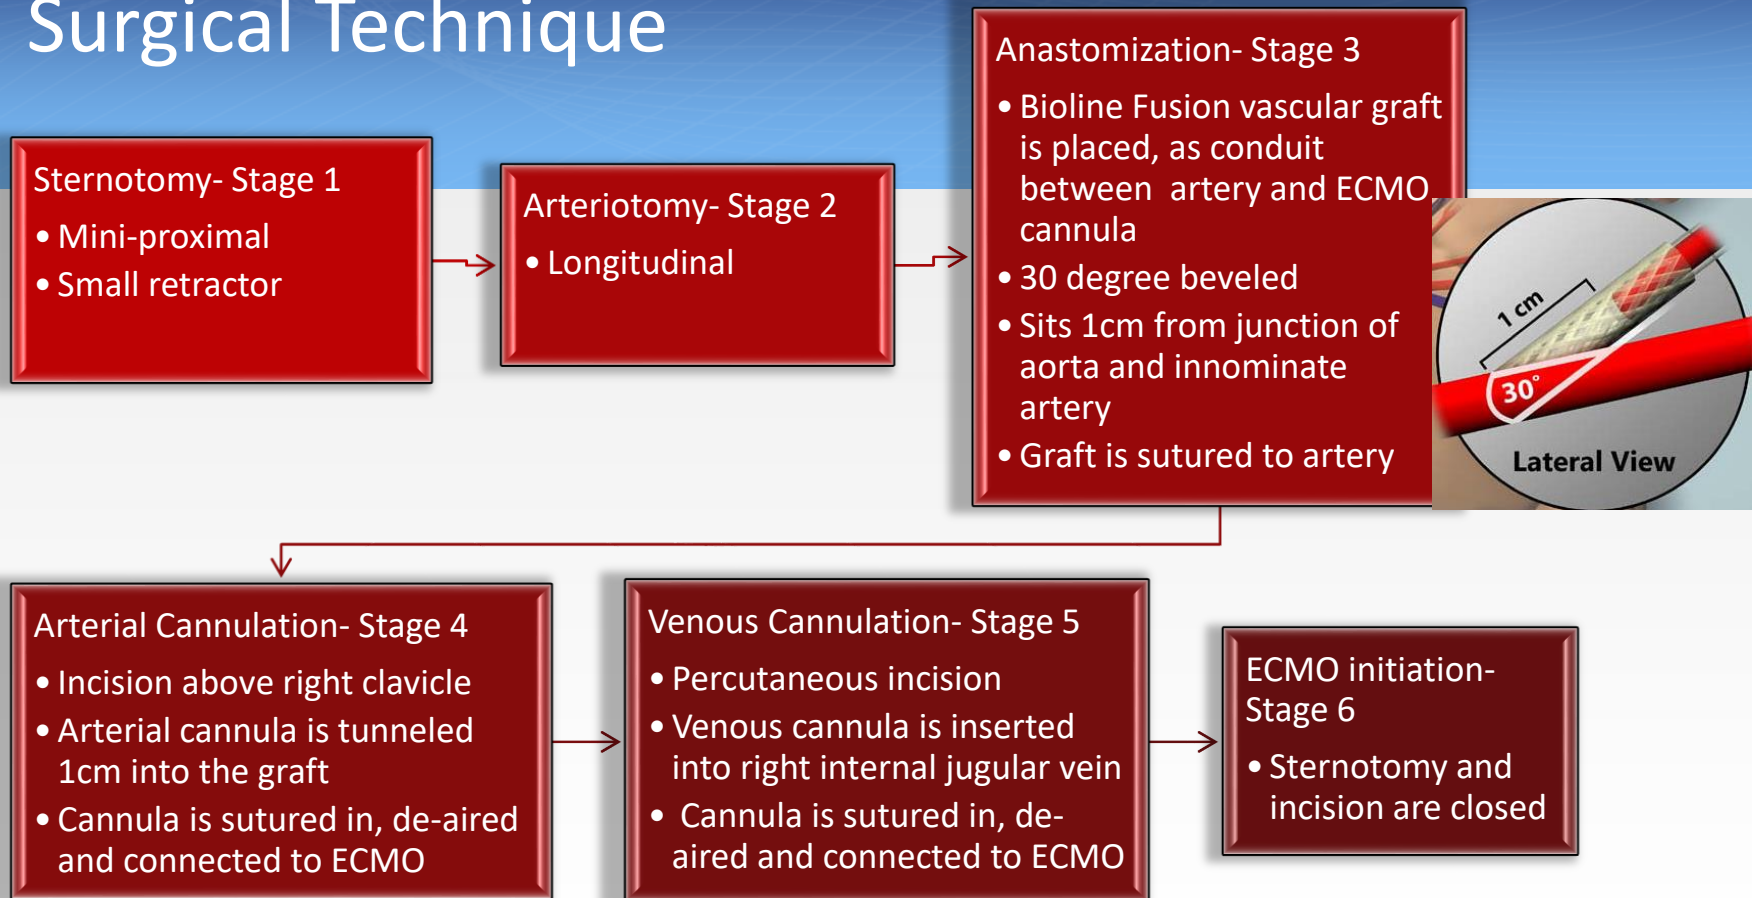 Surgical Technique
Sternotomy- Stage 1
• Mini-proximal
• Small retractor
Arteriotomy- Stage 2
• Longitudinal
Anastomization- Stage 3
• Bioline Fusion vascular graft
is placed, as conduit
between artery and ECMO
cannula
• 30 degree beveled
• Sits 1cm from junction of
aorta and innominate
artery
• Graft is sutured to artery
1 cm
30°
Lateral View
Arterial Cannulation- Stage 4
• Incision above right clavicle
• Arterial cannula is tunneled
1cm into the graft
• Cannula is sutured in, de-aired
and connected to ECMO
Venous Cannulation- Stage 5
• Percutaneous incision
• Venous cannula is inserted
into right internal jugular vein
• Cannula is sutured in, de-
aired and connected to ECMO
ECMO initiation-
Stage 6
• Sternotomy and
incision are closed